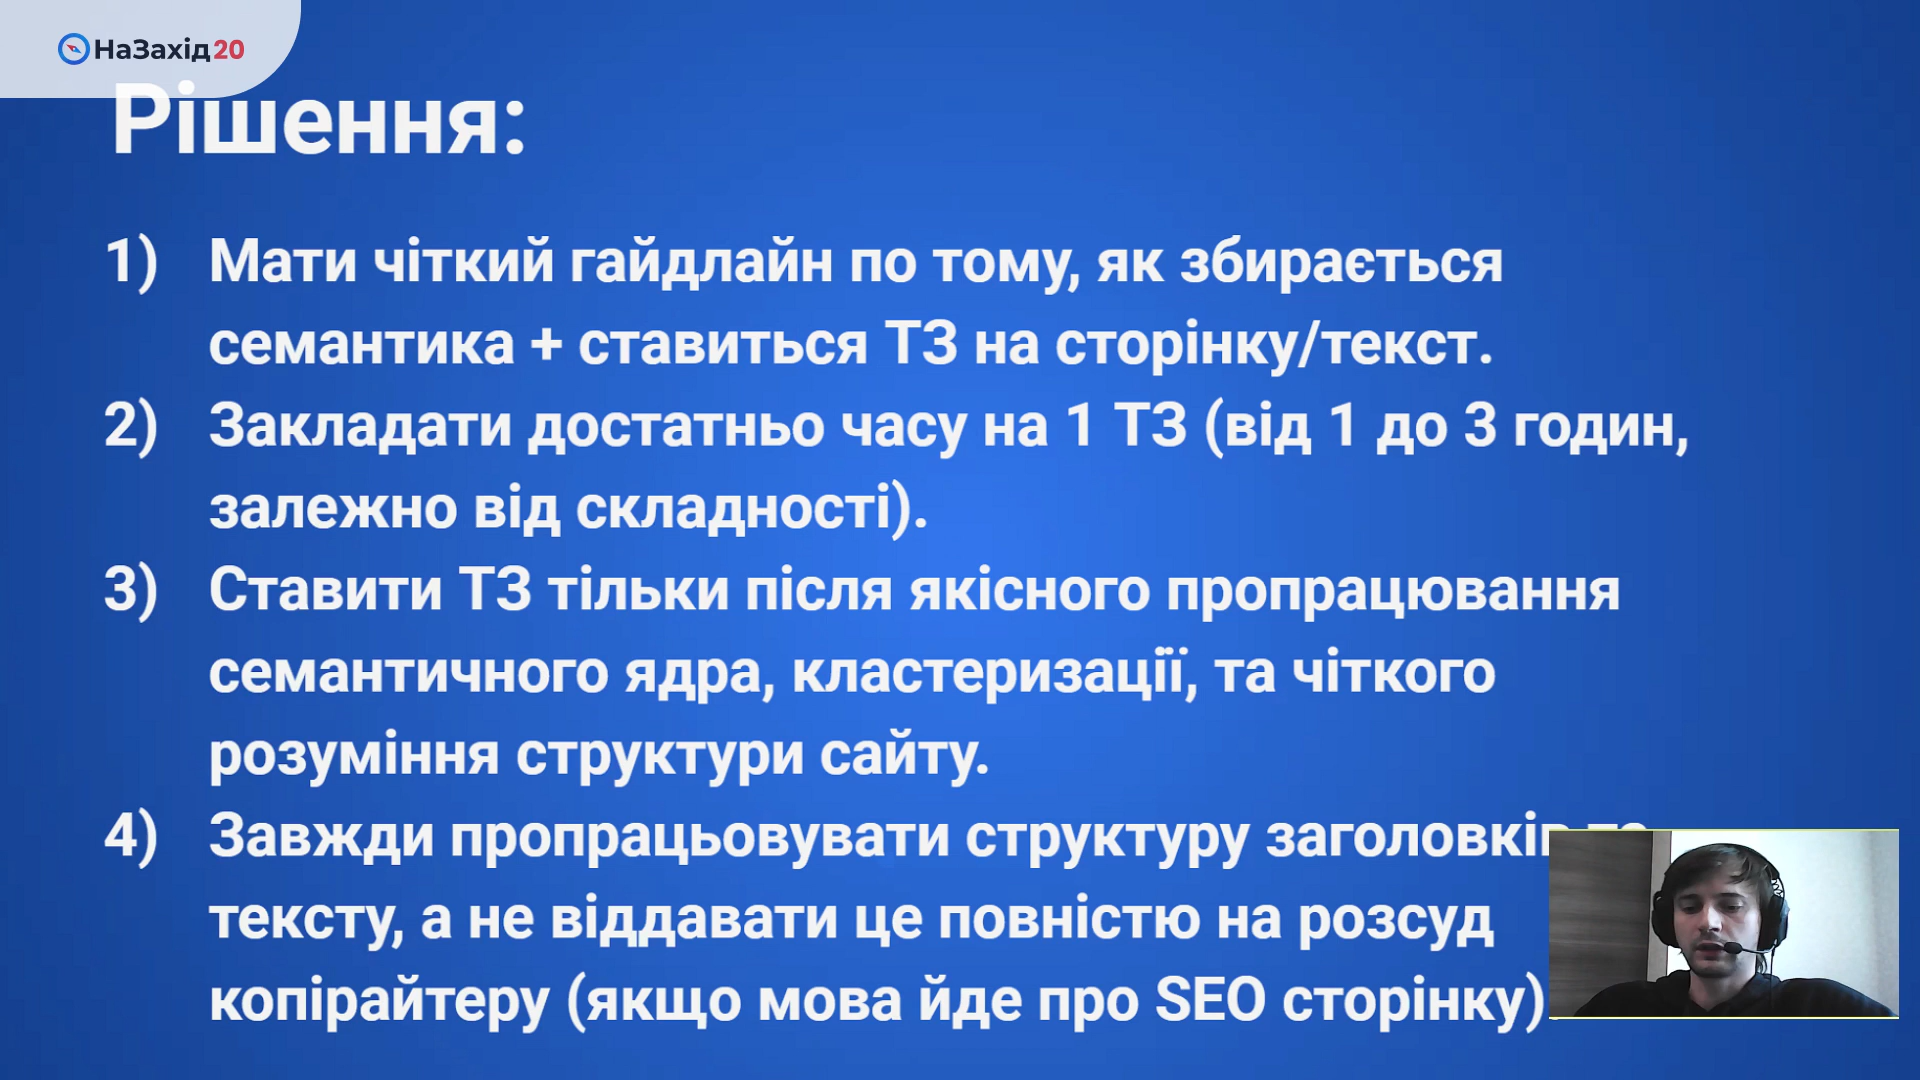 НаЗахід20
Рішення:
1) Мати чіткий гайдлайн по тому, як збирається
семантика + ставиться ТЗ на сторінку/текст.
2) Закладати достатньо часу на 1 ТЗ (від 1 до 3 годин,
залежно від складності).
3) Ставити ТЗ тільки після якісного пропрацювання
семантичного ядра, кластеризації, та чіткого
розуміння структури сайту.
4) Завжди пропрацьовувати структуру заголовків та
тексту, а не віддавати це повністю на розсуд
копірайтеру (якщо мова йде про SEO сторінку).